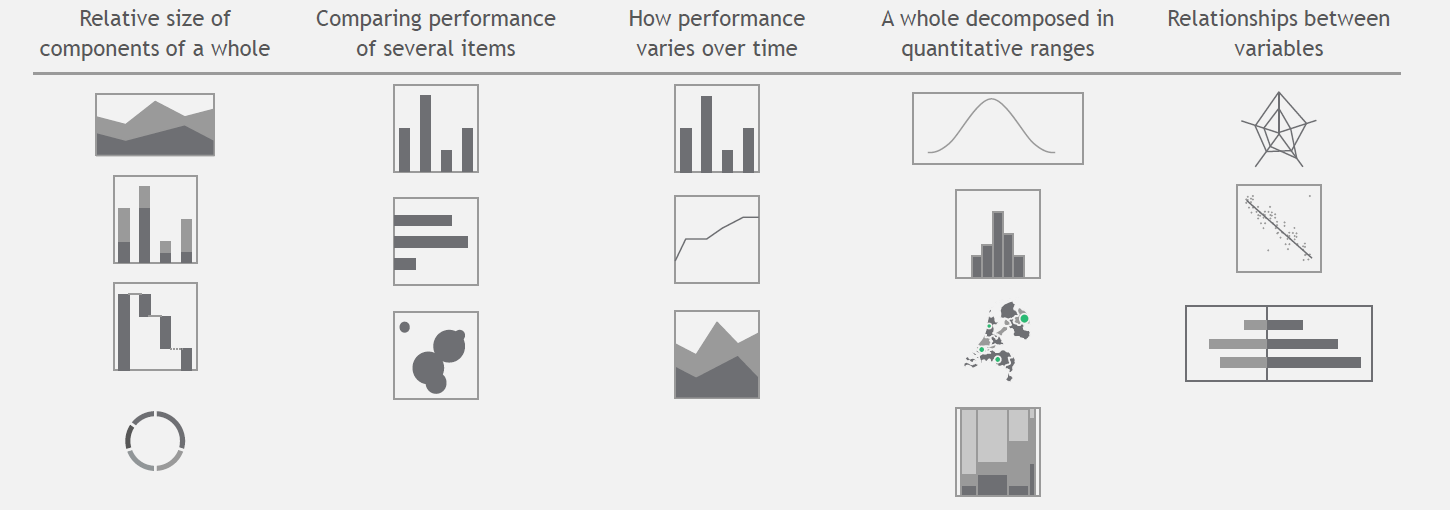 Relative size of
components of a whole
Comparing performance
of several items
How performance
varies over time
A whole decomposed in
quantitative ranges
Relationships between
variables